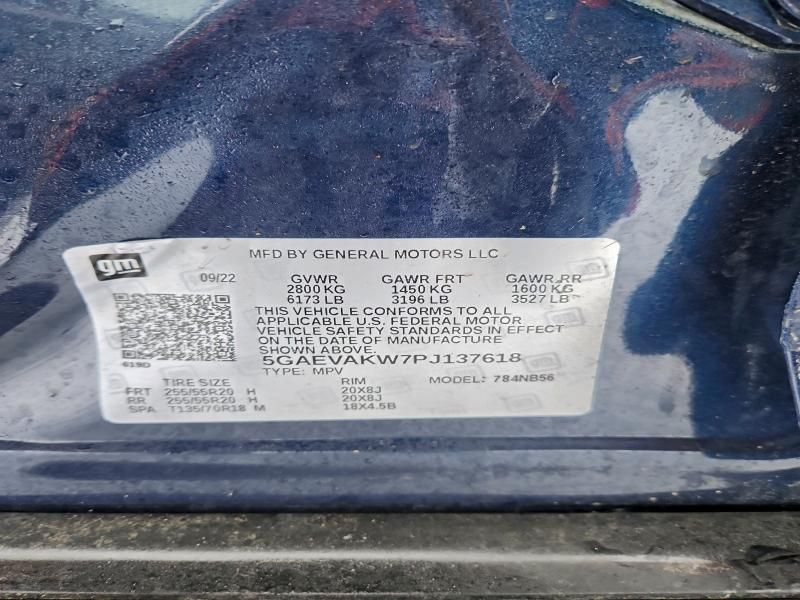 gm
MFD BY GENERAL MOTORS LLC
09/22 GVWR GAWR FRT GAWR RR
2800 KG 1450 KG 1600 KG
6173 LB 3196 LB 3527 LB
THIS VEHICLE CONFORMS TO ALL
APPLICABLE U.S. FEDERAL MOTOR
VEHICLE SAFETY STANDARDS IN EFFECT
ON THE DATE OF MANUFACTURE
SHOWN ABOVE.
619D
5GAEVAKW7PJ137618
TYPE: MPV MODEL: 784NB56
TIRE SIZE RIM
FRT 255/55R20 H 20X8J
RR 255/55R20 H 20X8J
SPA T135/70R18 M 18X4.5B